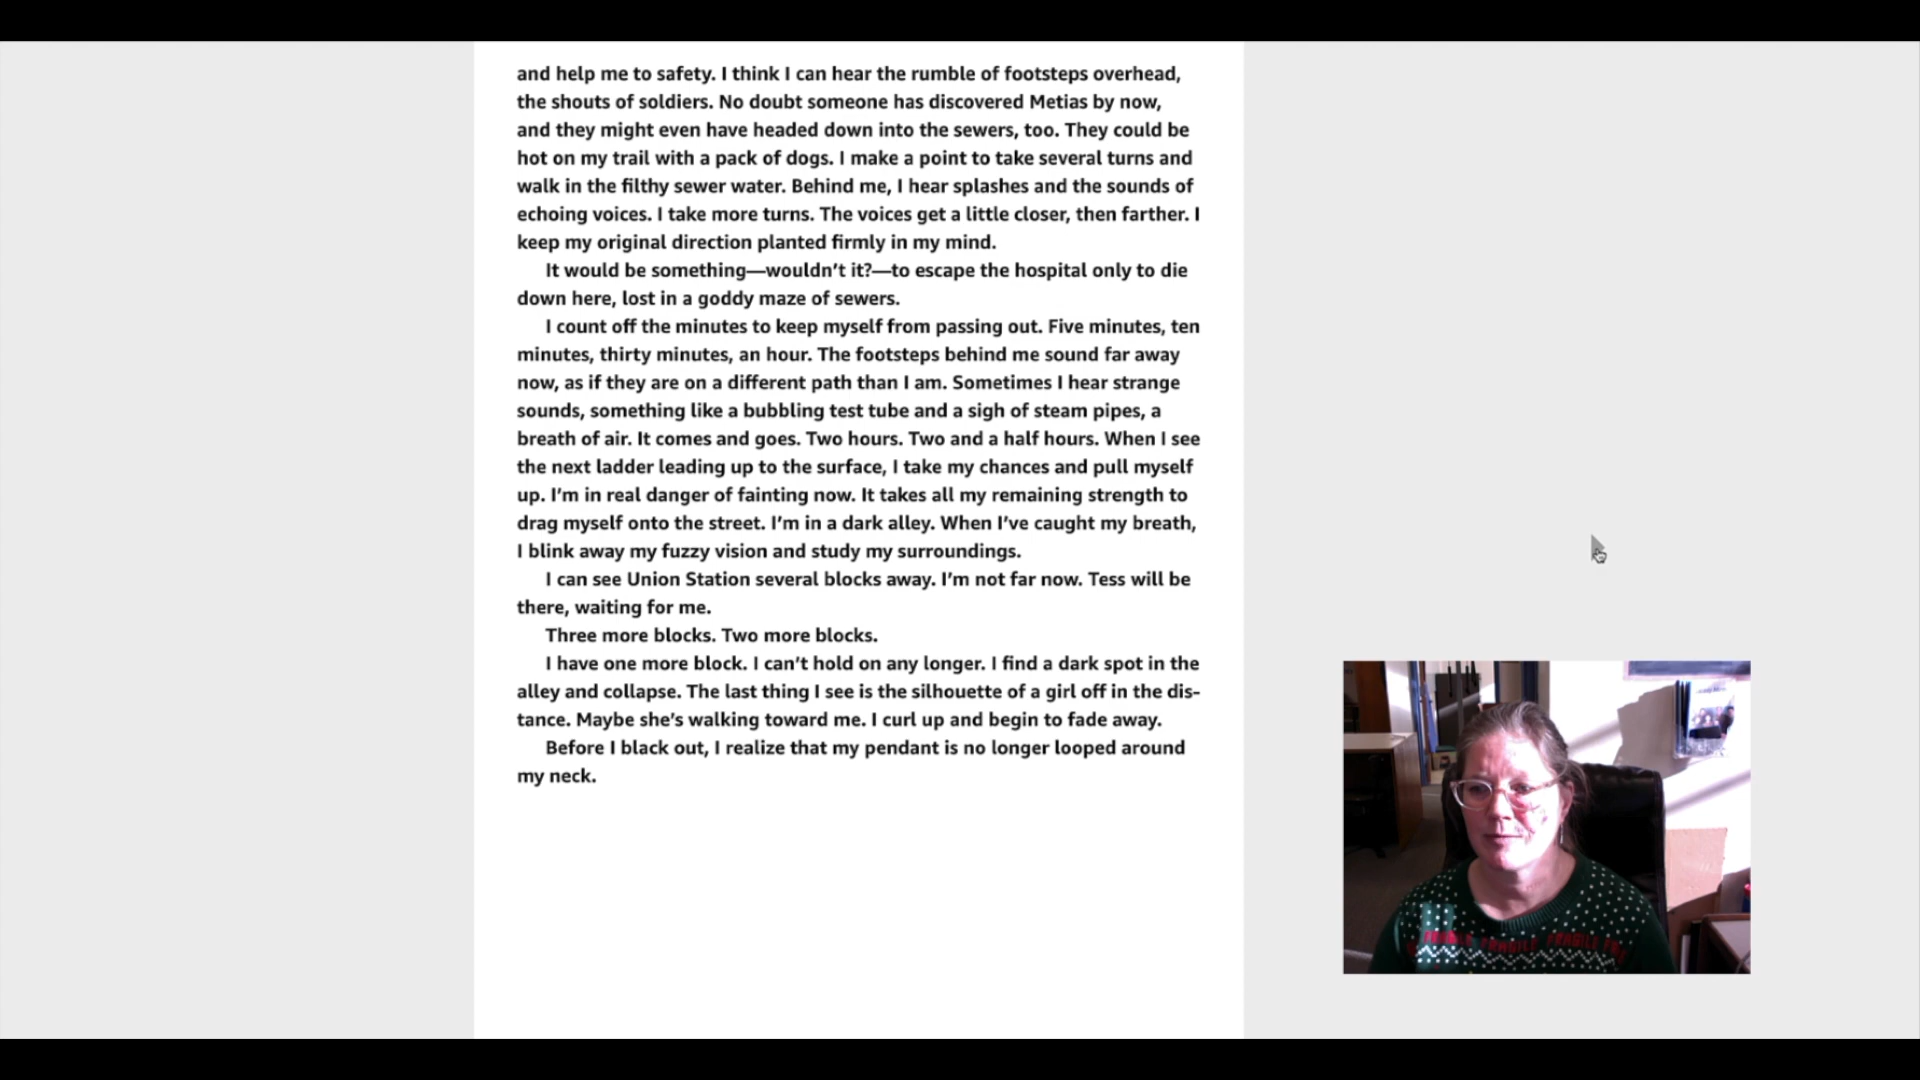 and help me to safety. I think I can hear the rumble of footsteps overhead,
the shouts of soldiers. No doubt someone has discovered Metias by now,
and they might even have headed down into the sewers, too. They could be
hot on my trail with a pack of dogs. I make a point to take several turns and
walk in the filthy sewer water. Behind me, I hear splashes and the sounds of
echoing voices. I take more turns. The voices get a little closer, then farther. I
keep my original direction planted firmly in my mind.
It would be something—wouldn't it?—to escape the hospital only to die
down here, lost in a goddy maze of sewers.
I count off the minutes to keep myself from passing out. Five minutes, ten
minutes, thirty minutes, an hour. The footsteps behind me sound far away
now, as if they are on a different path than I am. Sometimes I hear strange
sounds, something like a bubbling test tube and a sigh of steam pipes, a
breath of air. It comes and goes. Two hours. Two and a half hours. When I see
the next ladder leading up to the surface, I take my chances and pull myself
up. I'm in real danger of fainting now. It takes all my remaining strength to
drag myself onto the street. I'm in a dark alley. When I've caught my breath,
I blink away my fuzzy vision and study my surroundings.
I can see Union Station several blocks away. I'm not far now. Tess will be
there, waiting for me.
Three more blocks. Two more blocks.
I have one more block. I can't hold on any longer. I find a dark spot in the
alley and collapse. The last thing I see is the silhouette of a girl off in the dis-
tance. Maybe she's walking toward me. I curl up and begin to fade away.
Before I black out, I realize that my pendant is no longer looped around
my neck.
FRAGILE FRAGILE